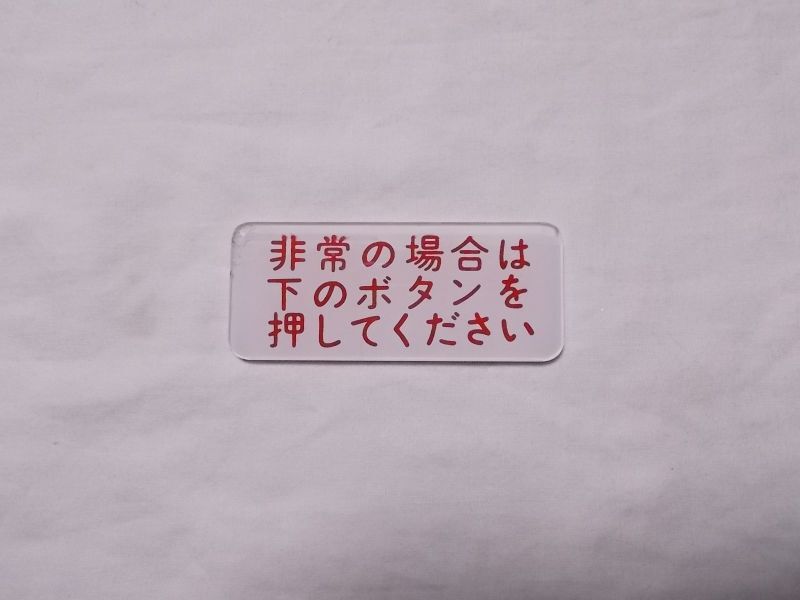 非常の場合は
下のボタンを
押してください